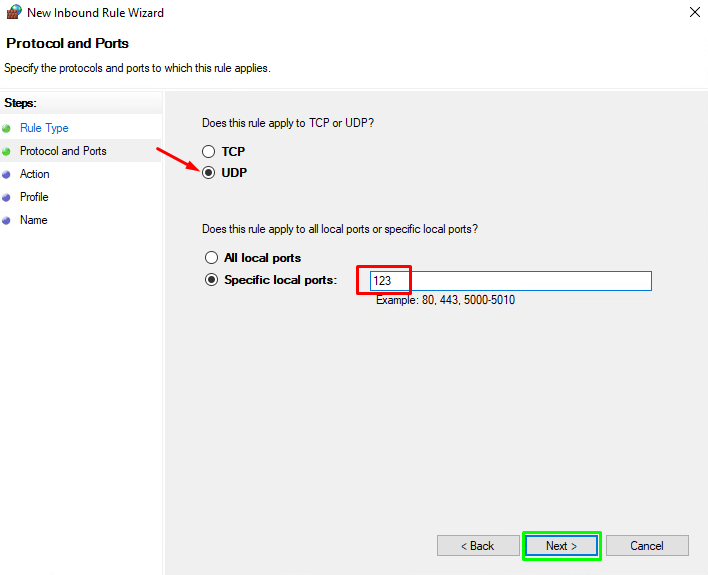 New Inbound Rule Wizard
Protocol and Ports
Specify the protocols and ports to which this rule applies.
Steps:
Rule Type
Protocol and Ports
Action
Profile
Name
Does this rule apply to TCP or UDP?
TCP
UDP
Does this rule apply to all local ports or specific local ports?
All local ports
Specific local ports:
123
Example: 80, 443, 5000-5010
< Back
Next >
Cancel